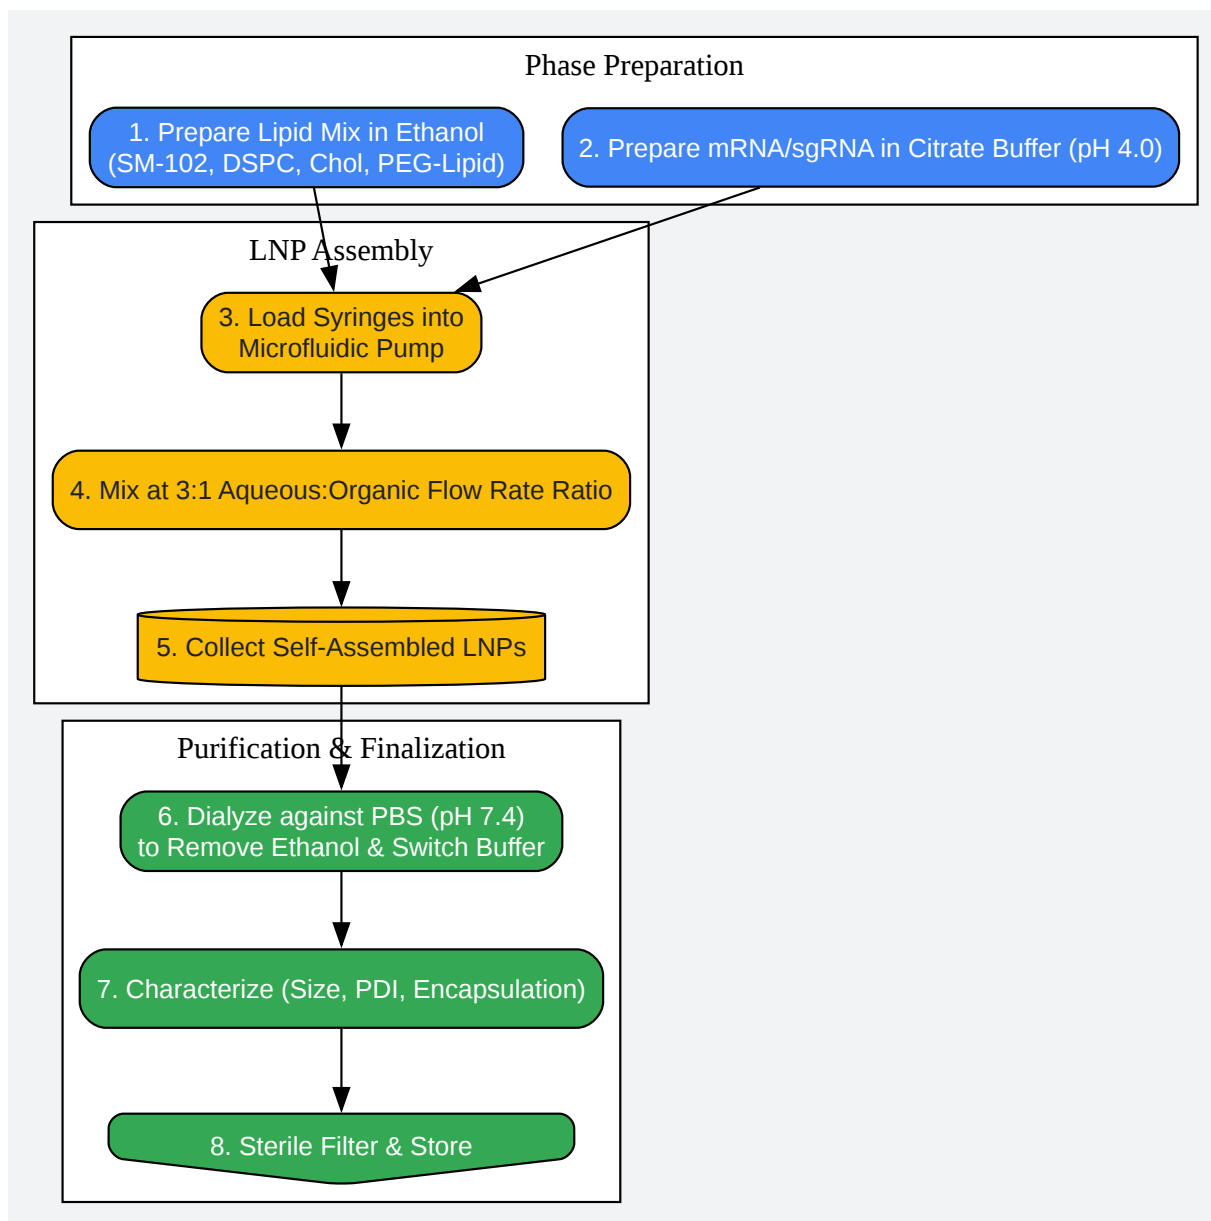 Phase Preparation
1. Prepare Lipid Mix in Ethanol
(SM-102, DSPC, Chol, PEG-Lipid)
2. Prepare mRNA/sgRNA in Citrate Buffer (pH 4.0)
LNP Assembly
3. Load Syringes into
Microfluidic Pump
4. Mix at 3:1 Aqueous:Organic Flow Rate Ratio
5. Collect Self-Assembled LNPs
Purification & Finalization
6. Dialyze against PBS (pH 7.4)
to Remove Ethanol & Switch Buffer
7. Characterize (Size, PDI, Encapsulation)
8. Sterile Filter & Store